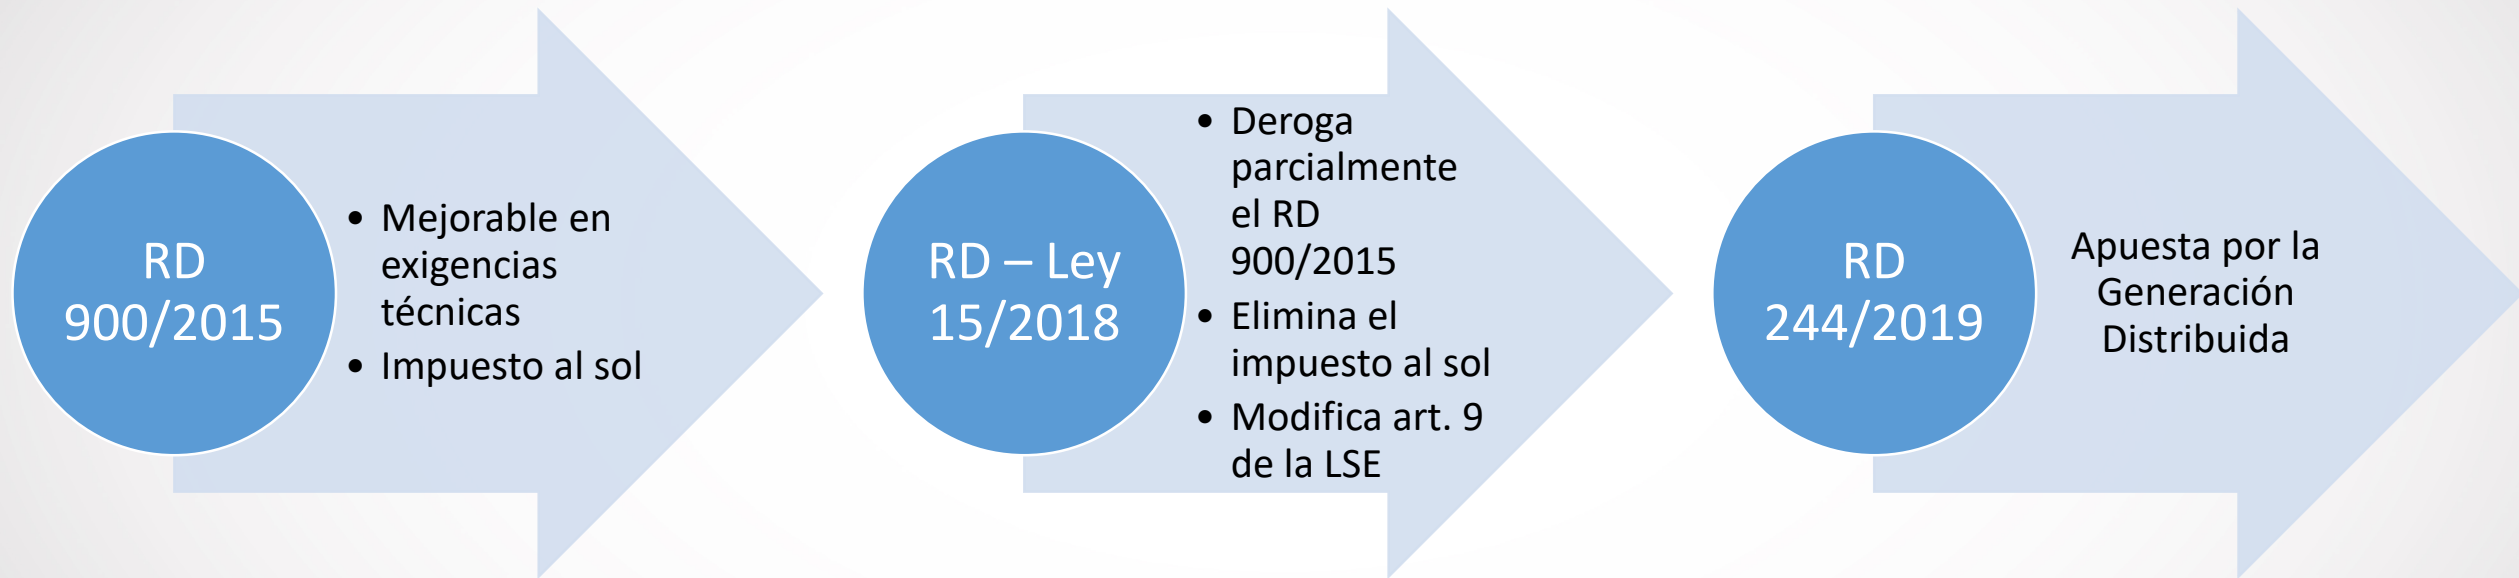 RD
900/2015
• Mejorable en
exigencias
técnicas
• Impuesto al sol
RD – Ley
15/2018
• Deroga
parcialmente
el RD
900/2015
• Elimina el
impuesto al sol
• Modifica art. 9
de la LSE
RD
244/2019
Apuesta por la
Generación
Distribuida